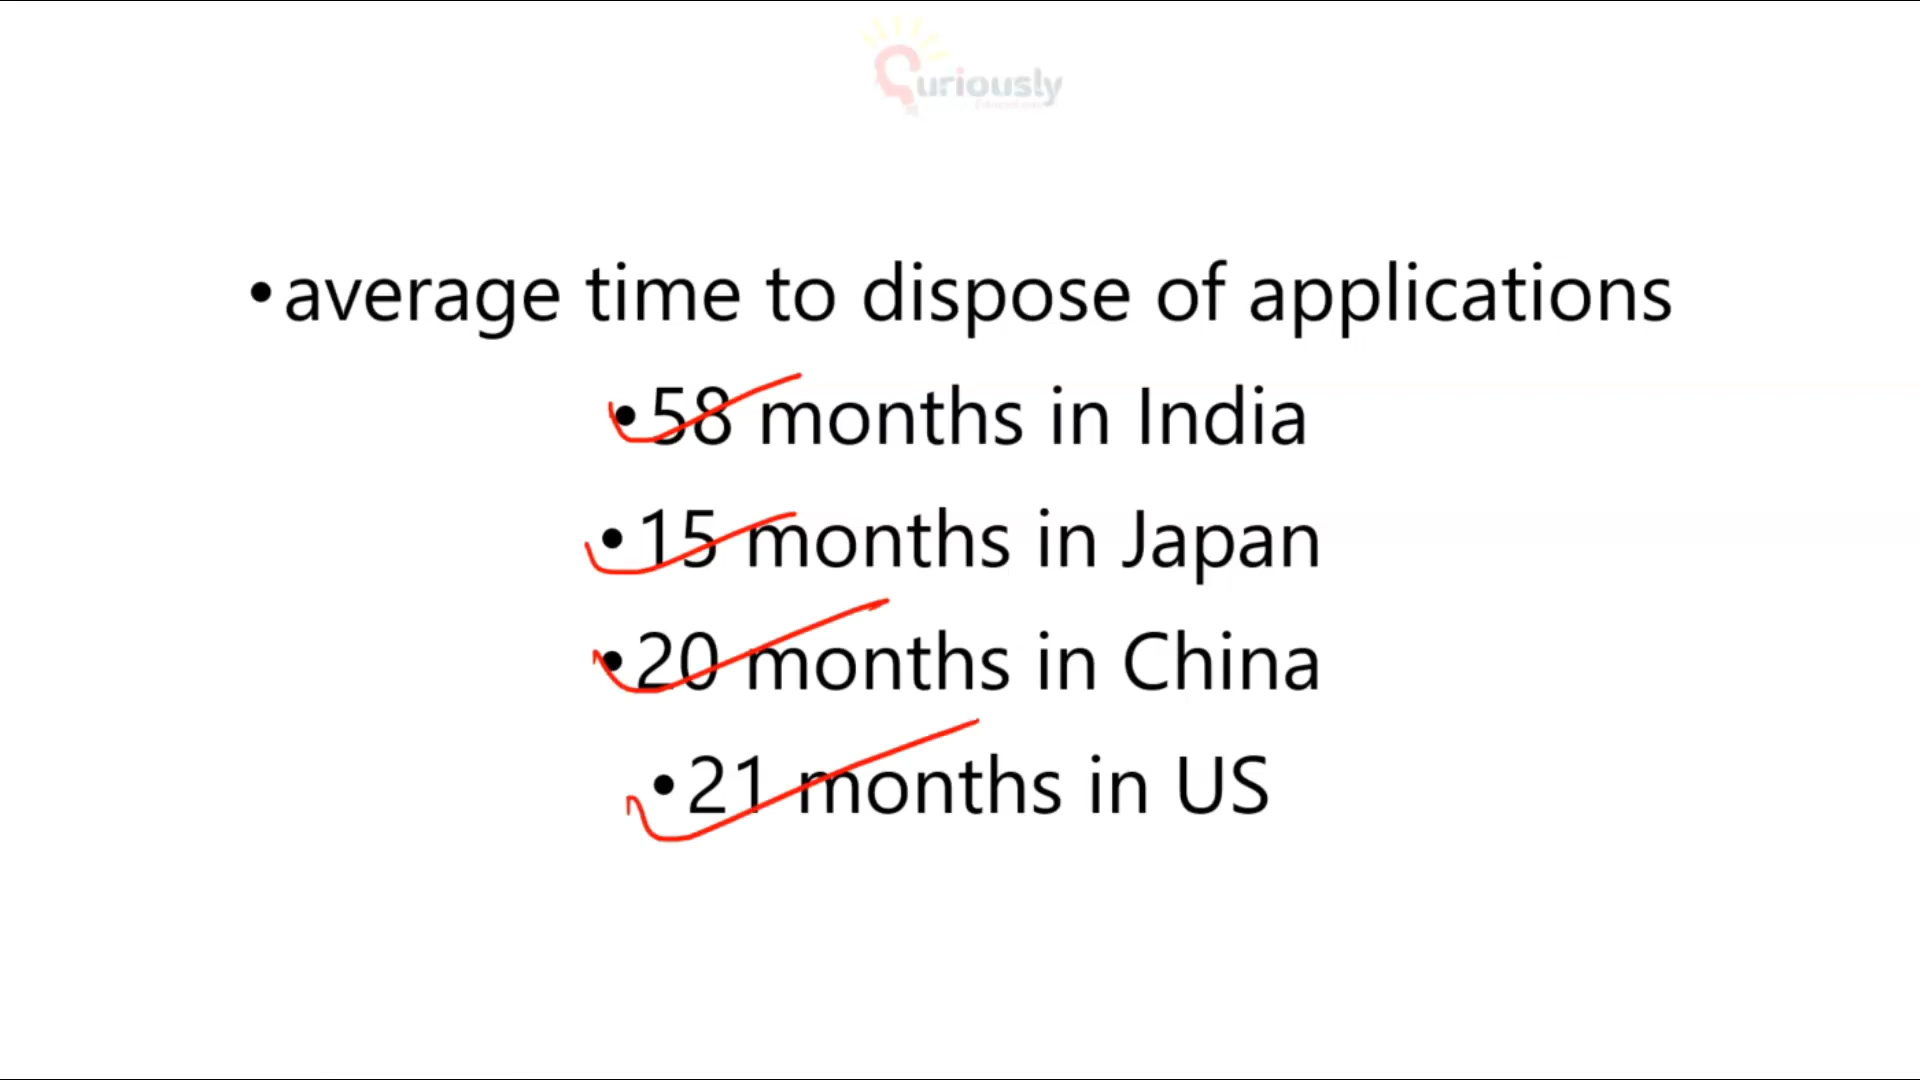 Curiously
•average time to dispose of applications
•58 months in India
•15 months in Japan
•20 months in China
•21 months in US